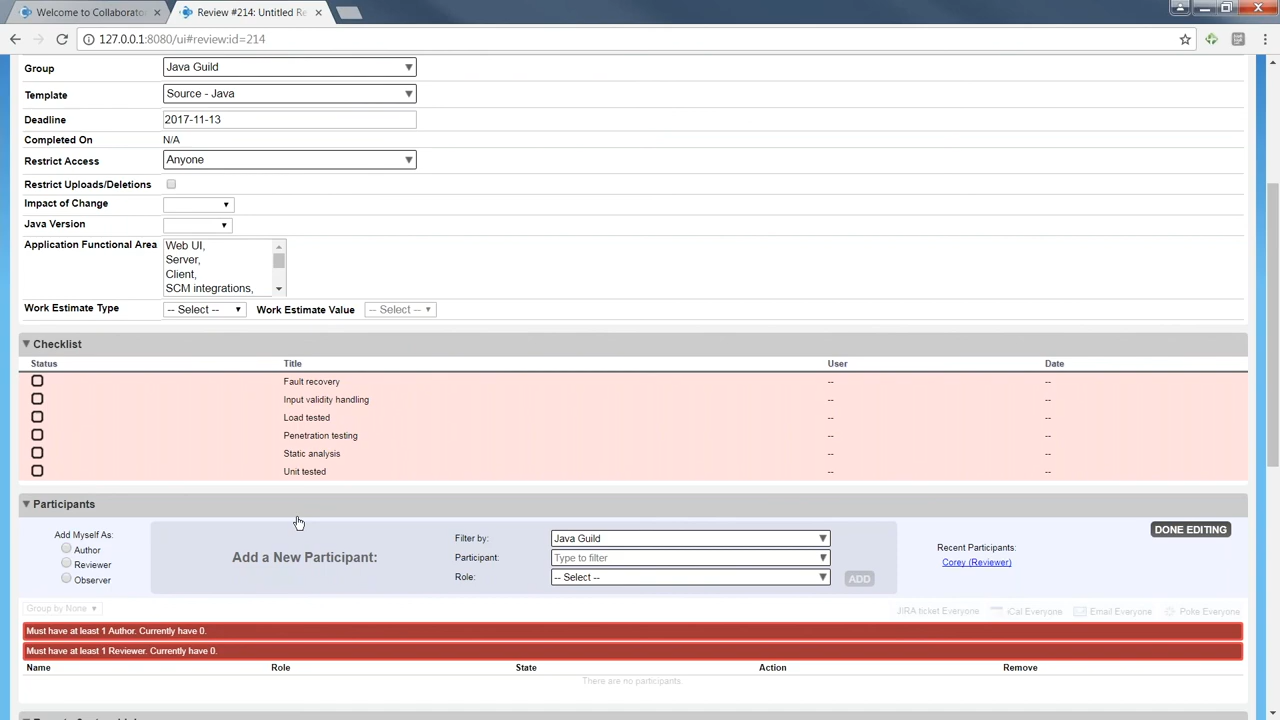 Welcome to Collaborato
Review #214: Untitled Re
127.0.0.1:8080/ui#review:id=214
Group Java Guild
Template Source - Java
Deadline 2017-11-13
Completed On N/A
Restrict Access Anyone
Restrict Uploads/Deletions
Impact of Change
Java Version
Application Functional Area Web UI,
Server,
Client,
SCM integrations,
Work Estimate Type -- Select -- Work Estimate Value -- Select --
Checklist
Status Title User Date
Fault recovery -- --
Input validity handling -- --
Load tested -- --
Penetration testing -- --
Static analysis -- --
Unit tested -- --
Participants
Add Myself As:
Author
Reviewer
Observer
Add a New Participant:
Filter by: Java Guild
Participant: Type to filter
Role: -- Select --
ADD
Recent Participants:
Corey (Reviewer)
DONE EDITING
Group by None JIRA ticket Everyone iCal Everyone Email Everyone Poke Everyone
Must have at least 1 Author. Currently have 0.
Must have at least 1 Reviewer. Currently have 0.
Name Role State Action Remove
There are no participants.